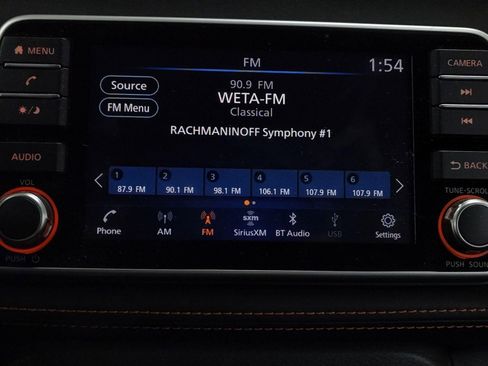 MENU
FM
1:54
CAMERA
Source
90.9 FM
WETA-FM
FM Menu
Classical
RACHMANINOFF Symphony #1
AUDIO
BACK
1 2 3 4 5 6
87.9 FM 90.1 FM 98.1 FM 106.1 FM 107.9 FM 107.9 FM
VOL
TUNE-SCROLL
Phone AM FM sxm SiriusXM BT Audio USB Settings
PUSH
PUSH SOUND